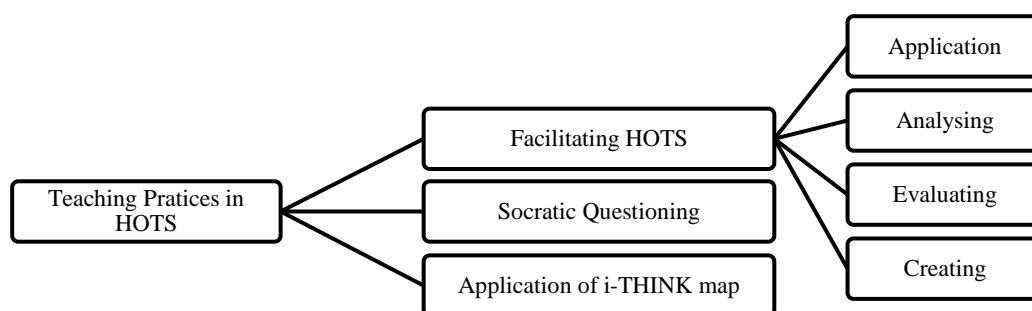 Teaching Pratices in
HOTS
Facilitating HOTS
Socratic Questioning
Application of i-THINK map
Application
Analysing
Evaluating
Creating